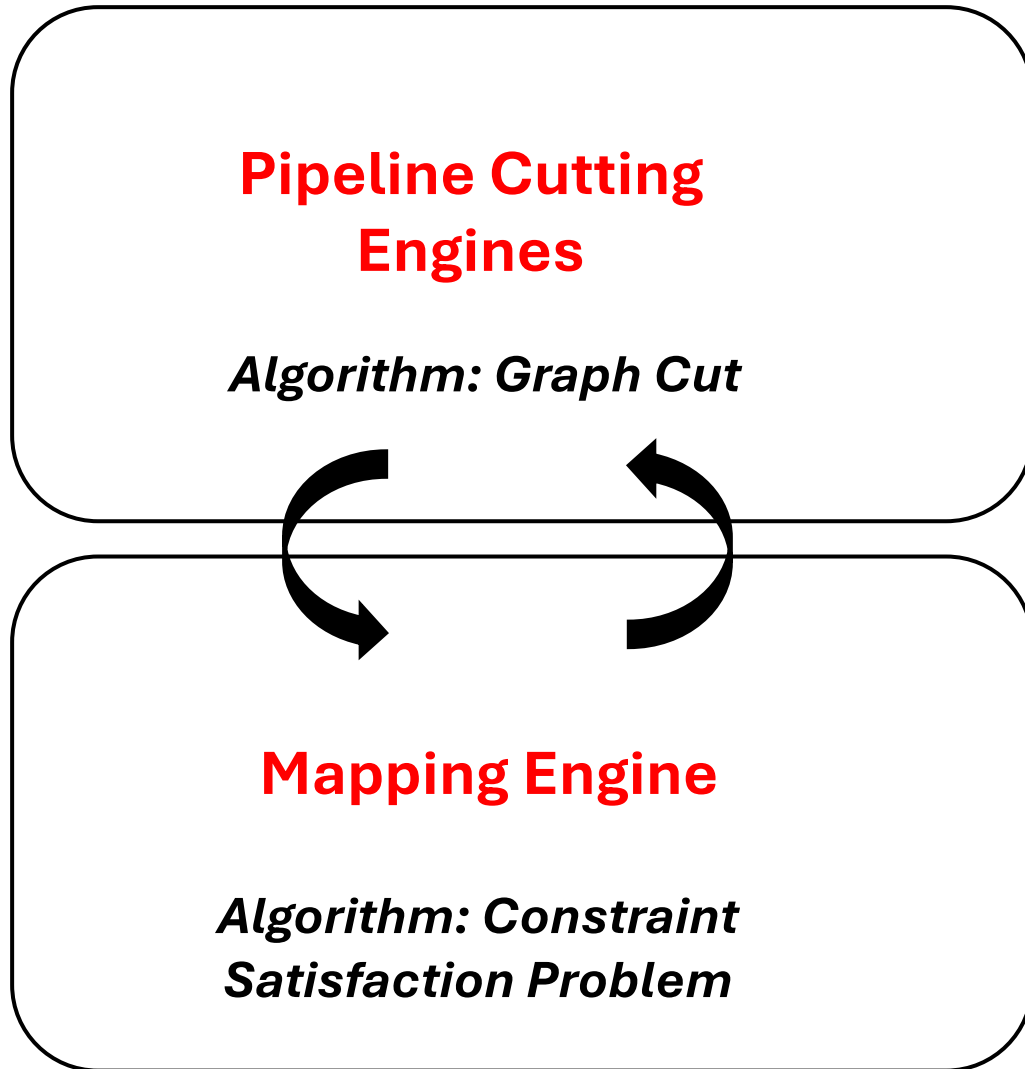 Pipeline Cutting
Engines
Algorithm: Graph Cut
Mapping Engine
Algorithm: Constraint
Satisfaction Problem